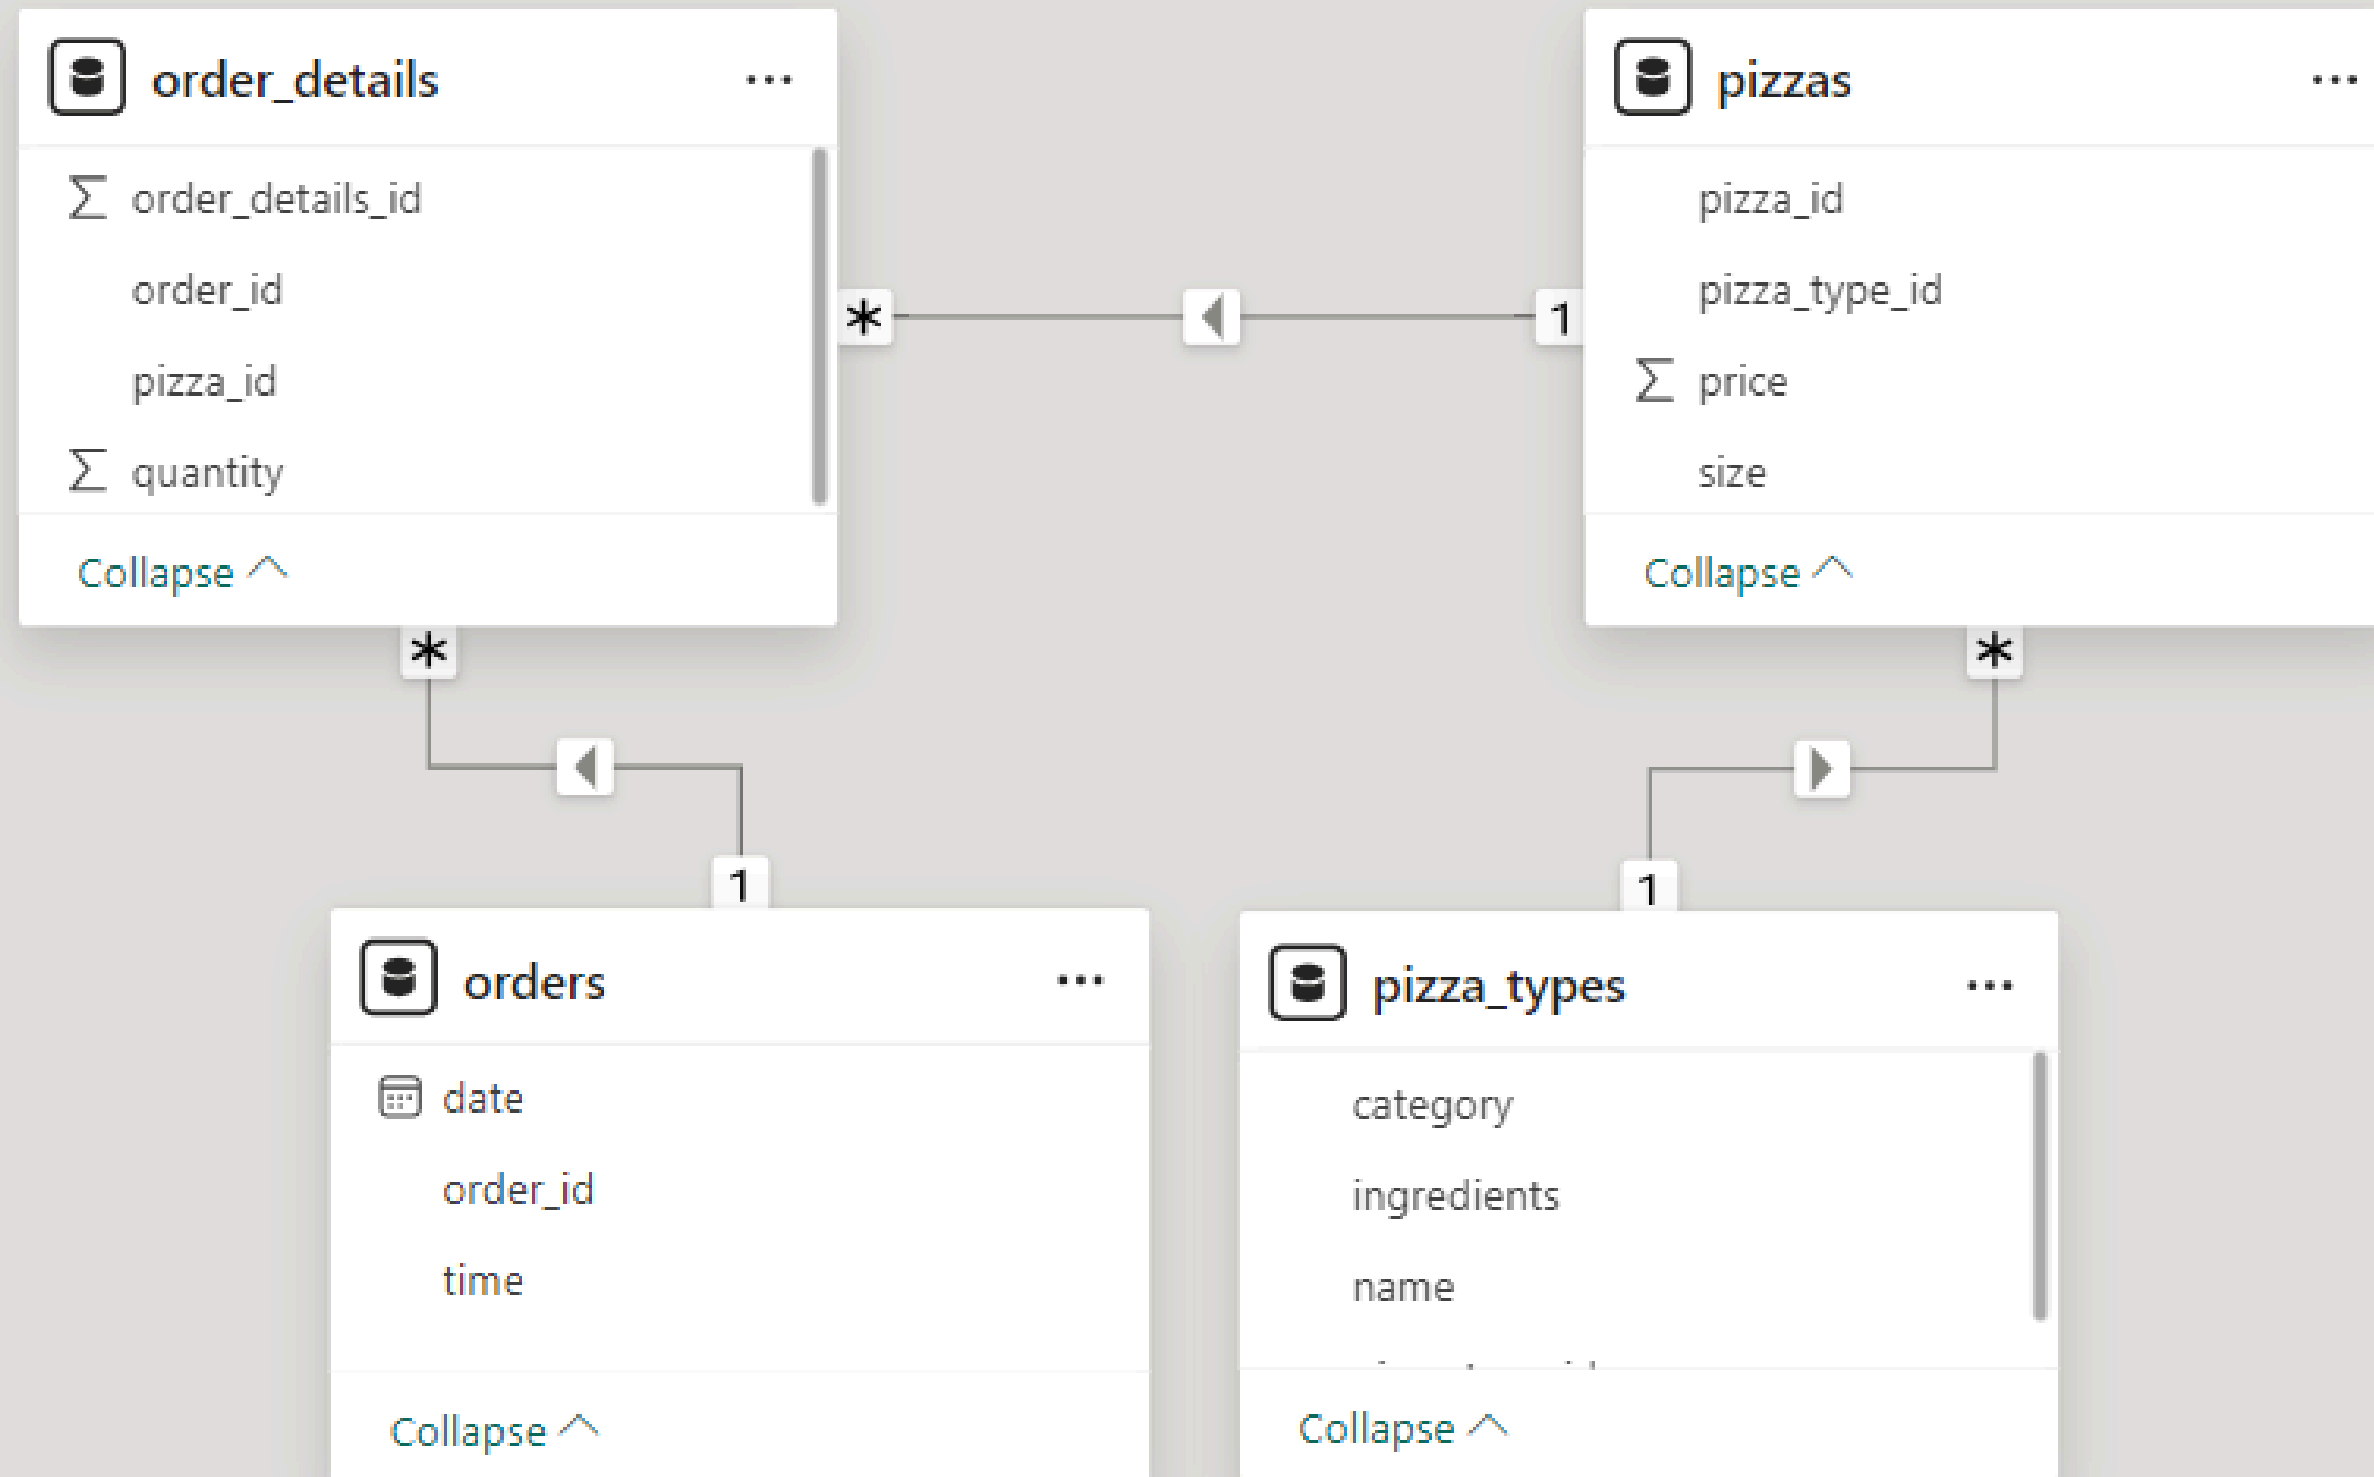 order_details
...
order_details_id
order_id
pizza_id
quantity
Collapse
pizzas
...
pizza_id
pizza_type_id
price
size
Collapse
*
1
*
1
*
1
orders
...
date
order_id
time
Collapse
pizza_types
...
category
ingredients
name
Collapse